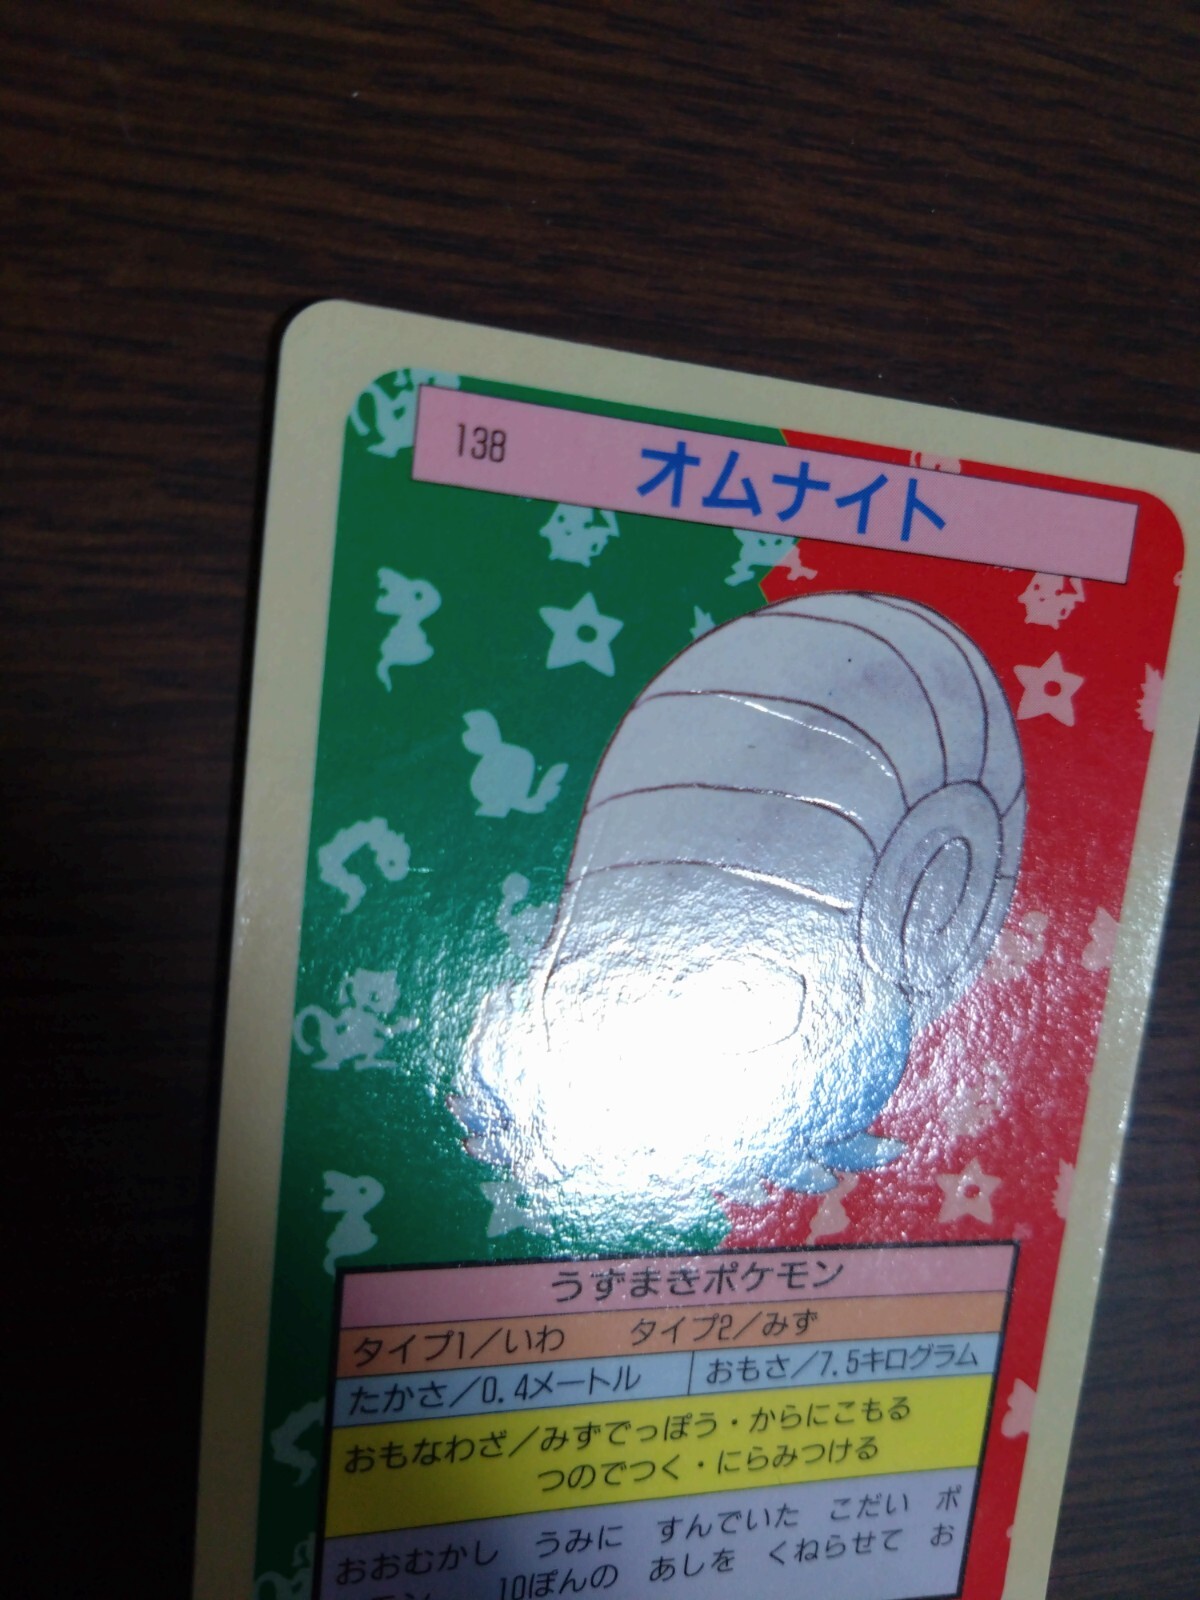 138 オムナイト
うずまきポケモン
タイプ1/いわ タイプ2/みず
たかさ/0.4メートル おもさ/7.5キログラム
おもなわざ/みずでっぽう・からにこもる
つのでつく・にらみつける
おおむかし うみに すんでいた こだい ポ
モン 10ぽんの あしを くねらせて お